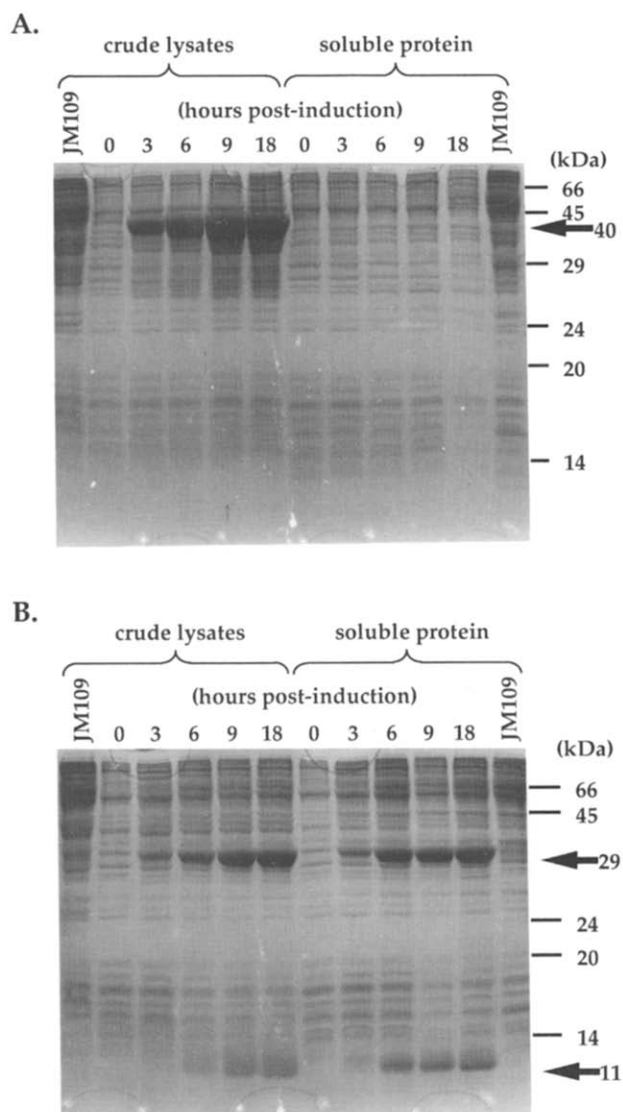 A.
crude lysates soluble protein
(hours post-induction)
JM109 0 3 6 9 18 0 3 6 9 18 JM109
(kDa)
66
45
40
29
24
20
14
B.
crude lysates soluble protein
(hours post-induction)
JM109 0 3 6 9 18 0 3 6 9 18 JM109
(kDa)
66
45
29
24
20
14
11